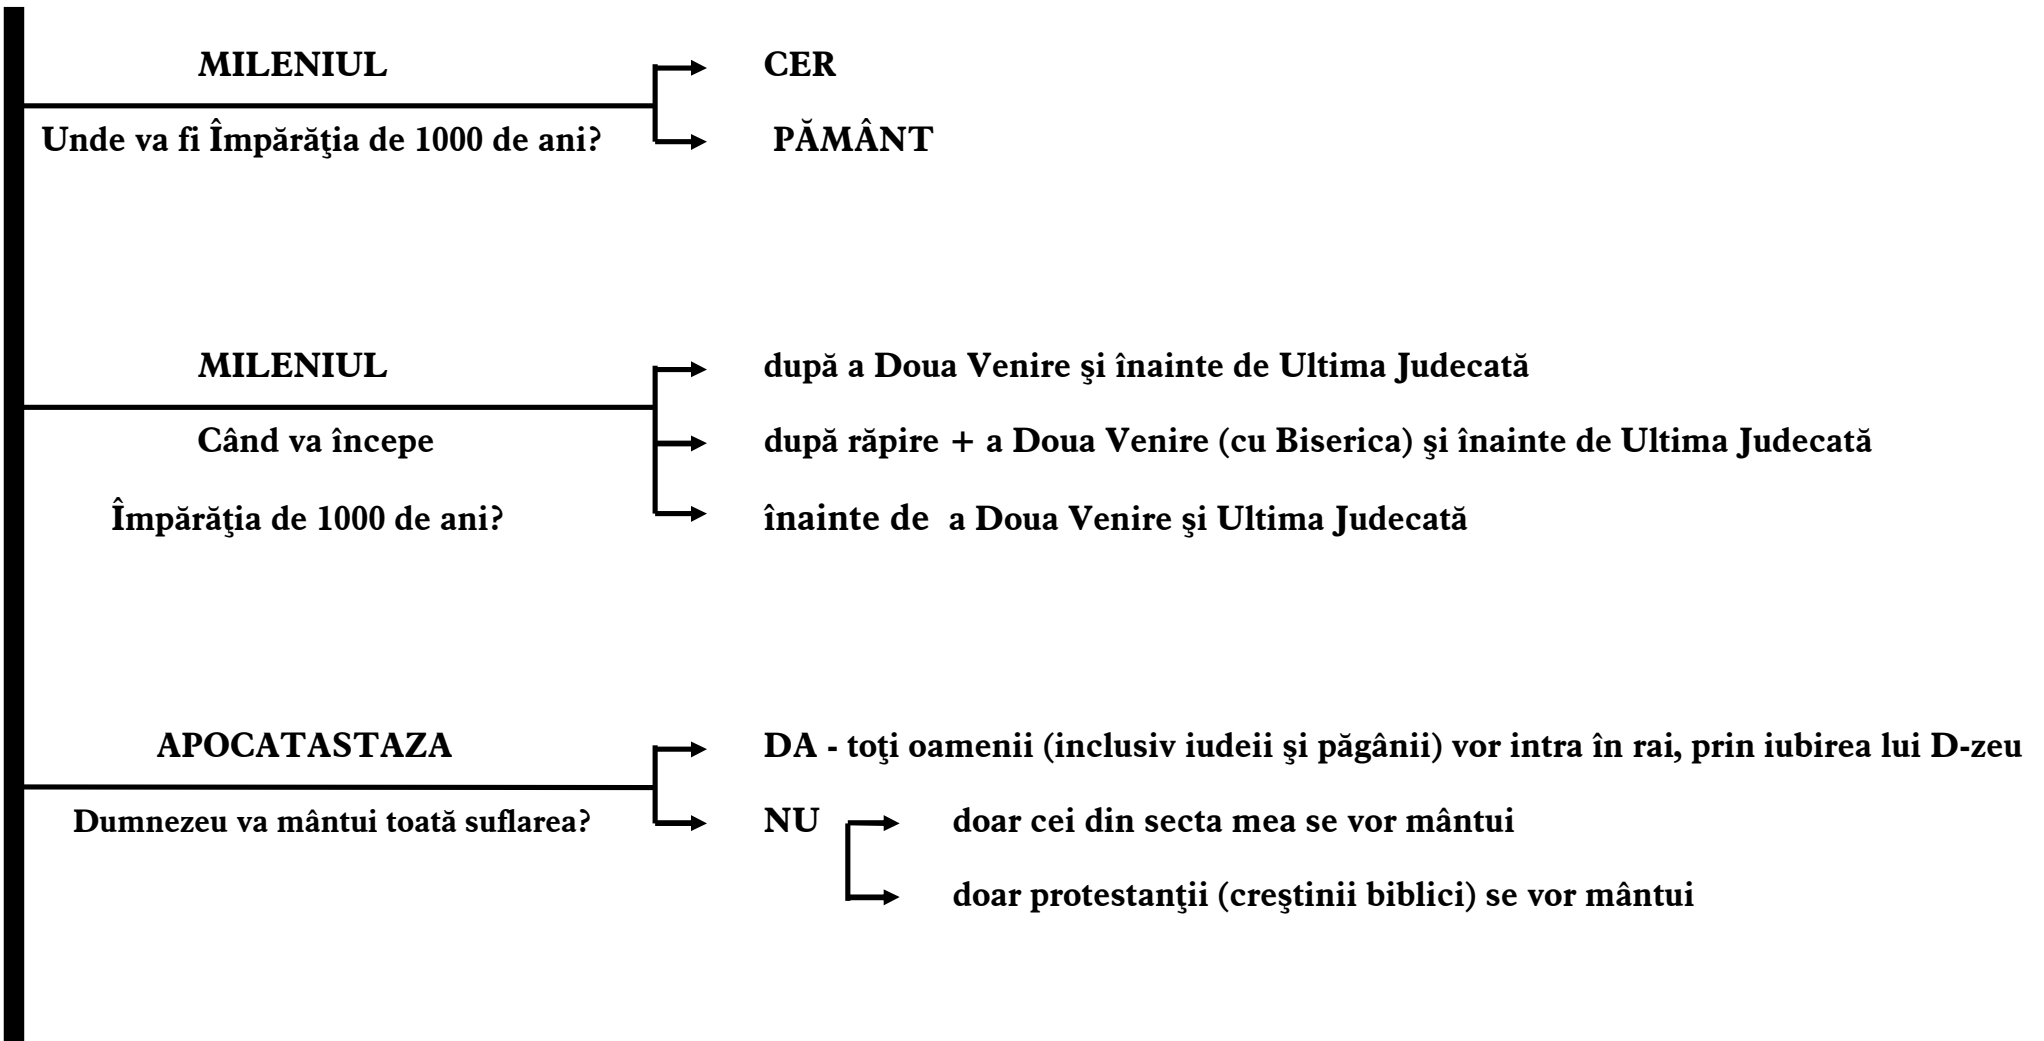 MILENIUL
CER
Unde va fi Împărăţia de 1000 de ani?
PĂMÂNT
MILENIUL
după a Doua Venire şi înainte de Ultima Judecată
Când va începe
după răpire + a Doua Venire (cu Biserica) şi înainte de Ultima Judecată
Împărăţia de 1000 de ani?
înainte de a Doua Venire şi Ultima Judecată
APOCATASTAZA
DA - toţi oamenii (inclusiv iudeii şi păgânii) vor intra în rai, prin iubirea lui D-zeu
Dumnezeu va mântui toată suflarea?
NU
doar cei din secta mea se vor mântui
doar protestanţii (creştinii biblici) se vor mântui